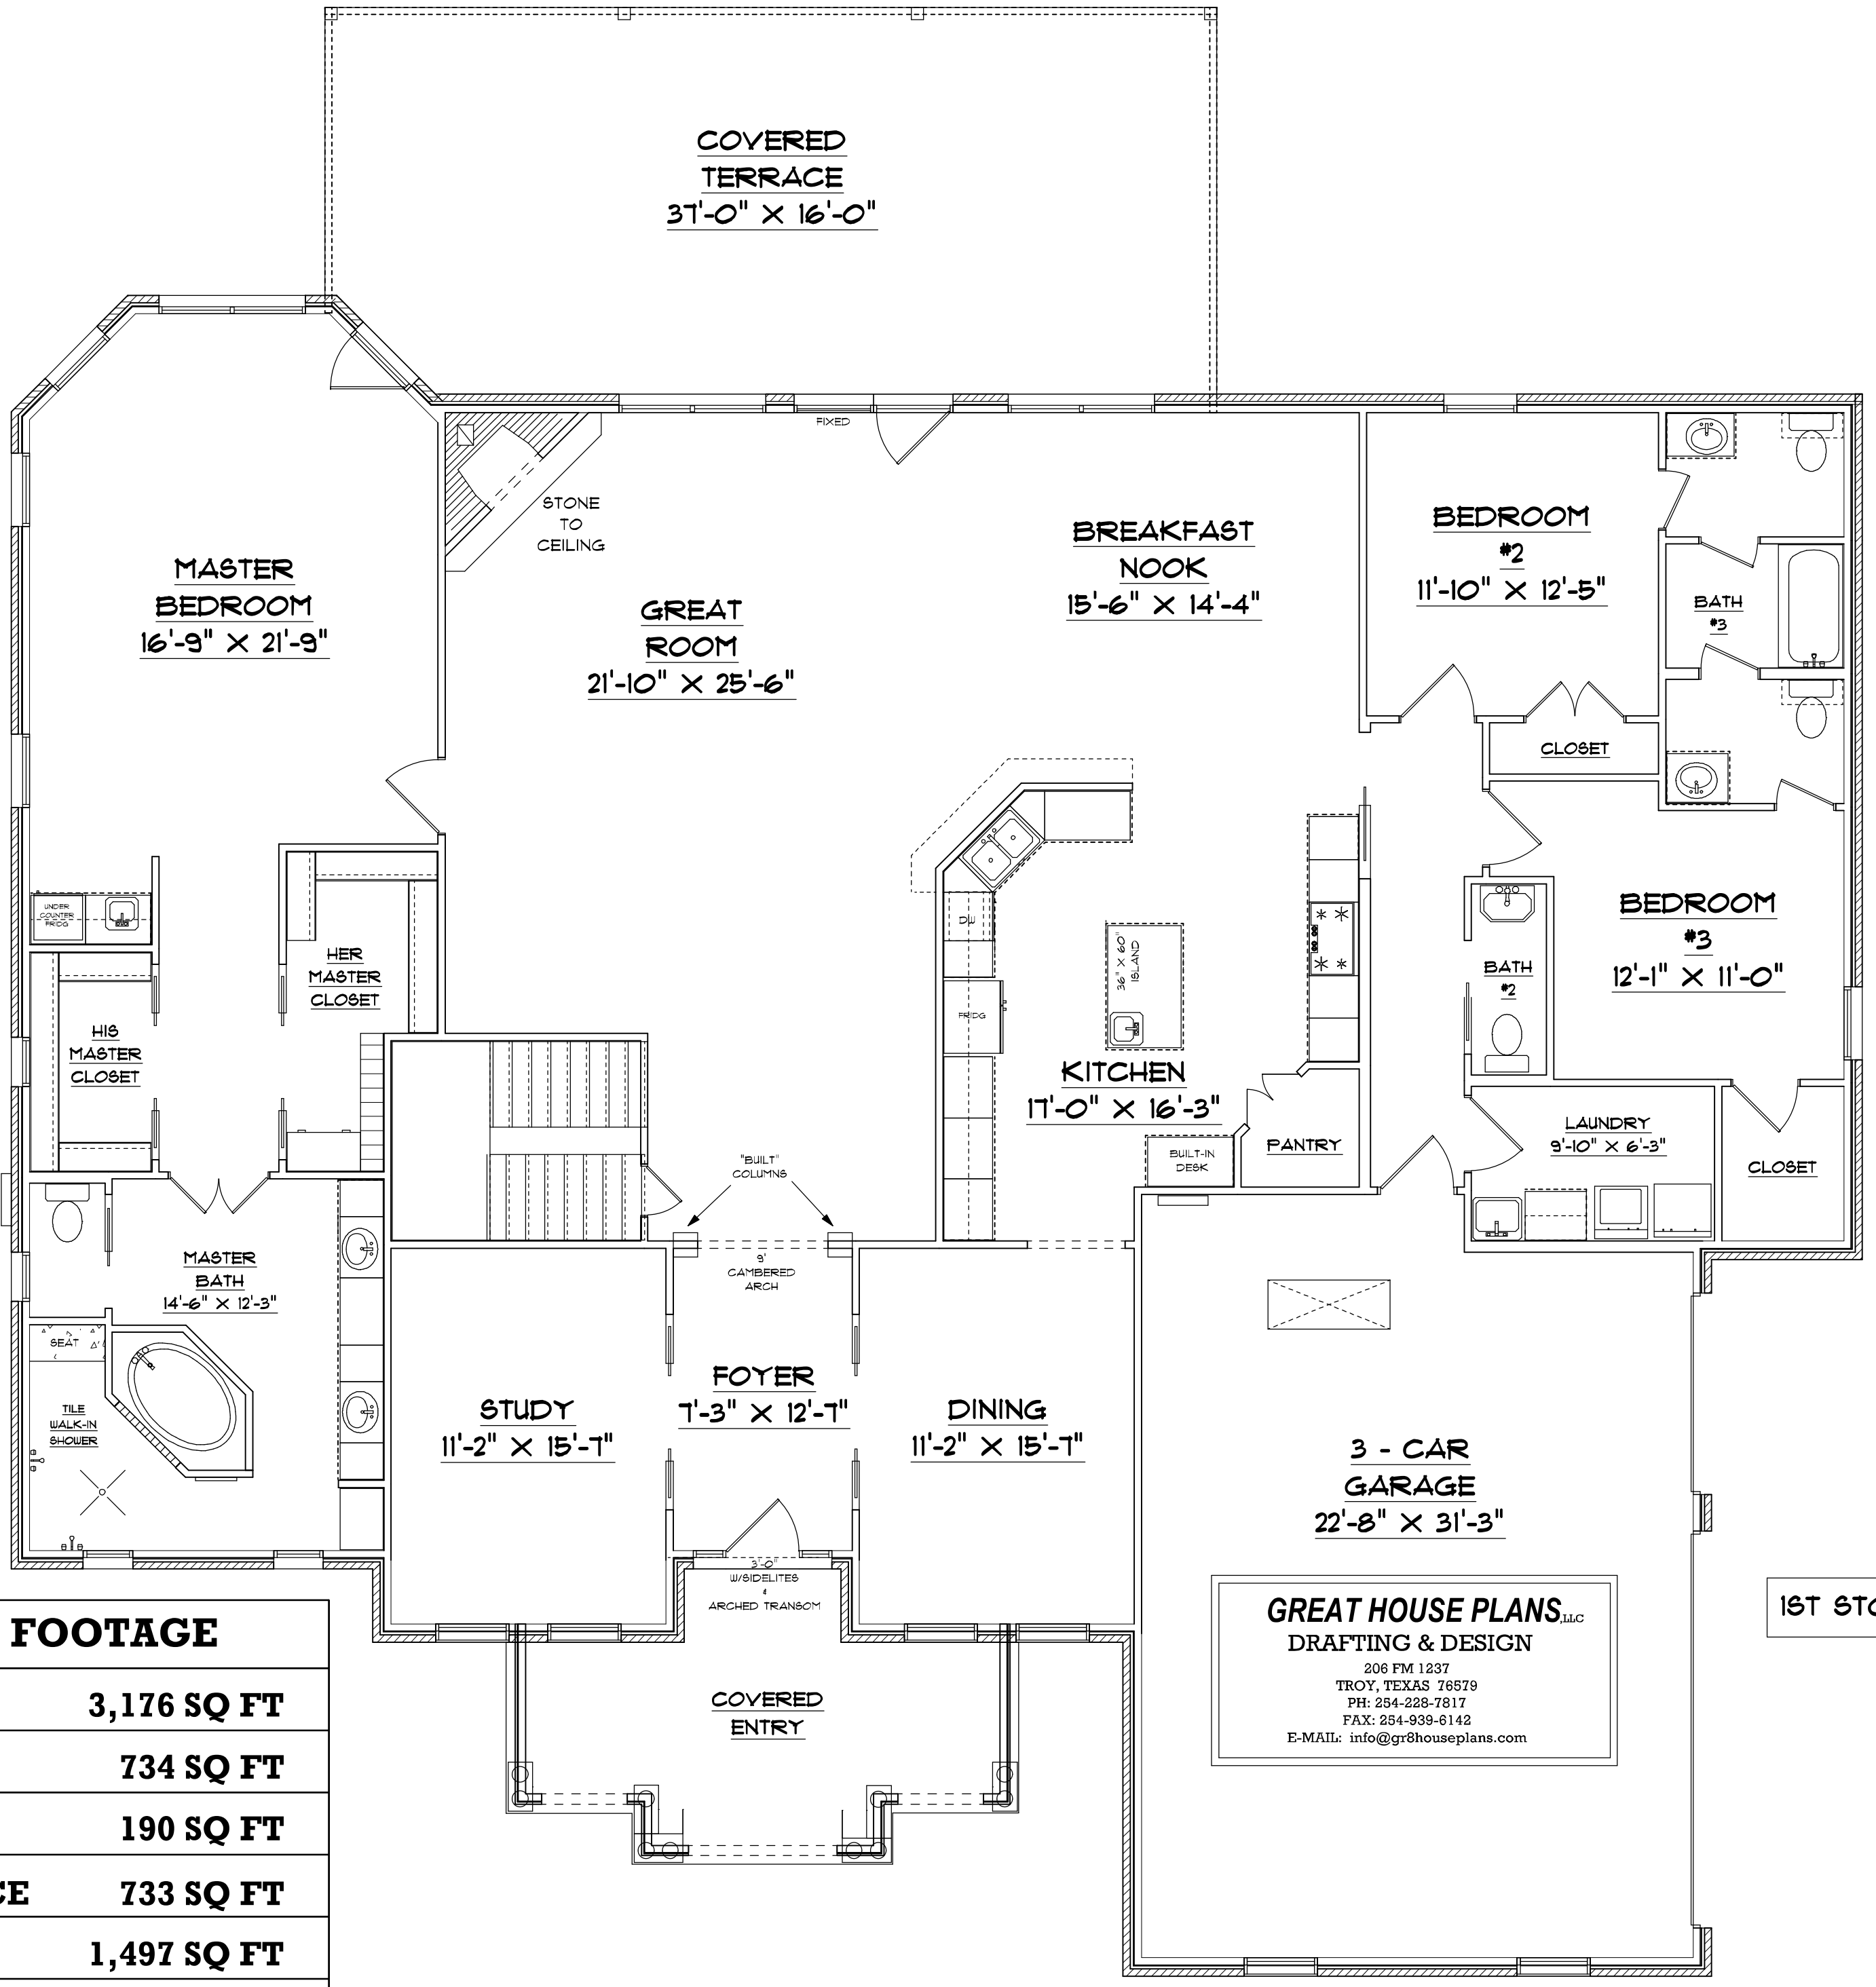 COVERED
TERRACE
37'-0" X 16'-0"
FIXED
STONE
TO
CEILING
BREAKFAST
NOOK
15'-6" X 14'-4"
BEDROOM
#2
11'-10" X 12'-5"
MASTER
BEDROOM
16'-9" X 21'-9"
GREAT
ROOM
21'-10" X 25'-6"
BATH
#3
CLOSET
UNDER
COUNTER
FRIDG
HER
MASTER
CLOSET
HIS
MASTER
CLOSET
DW
36" X 60"
ISLAND
FRIDG
KITCHEN
17'-0" X 16'-3"
BATH
#2
BEDROOM
#3
12'-1" X 11'-0"
BUILT-IN
DESK
PANTRY
LAUNDRY
9'-10" X 6'-3"
CLOSET
"BUILT"
COLUMNS
9'
CAMBERED
ARCH
MASTER
BATH
14'-6" X 12'-3"
SEAT
TILE
WALK-IN
SHOWER
STUDY
11'-2" X 15'-7"
FOYER
7'-3" X 12'-7"
DINING
11'-2" X 15'-7"
3 - CAR
GARAGE
22'-8" X 31'-3"
3'-0"
W/SIDELITES
&
ARCHED TRANSOM
COVERED
ENTRY
GREAT HOUSE PLANS,LLC
DRAFTING & DESIGN
206 FM 1237
TROY, TEXAS 76579
PH: 254-228-7817
FAX: 254-939-6142
E-MAIL: info@gr8houseplans.com
1ST STO
FOOTAGE
3,176 SQ FT
734 SQ FT
190 SQ FT
CE 733 SQ FT
1,497 SQ FT